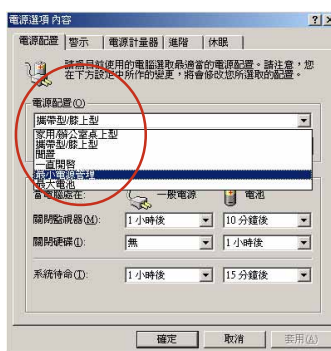 電源選項 內容
電源配置 警示 電源計量器 進階 休眠
請為目前使用的電腦選取最適當的電源配置。請注意，您
在下方設定中所作的變更，將會修改您所選取的配置。
電源配置(O)
攜帶型/膝上型
家用/辦公室桌上型
攜帶型/膝上型
簡置
一直開啓
最小電源管理
最大電池
當電腦處在: 一般電源 電池
關閉監視器(M): 1 小時後 10 分鐘後
關閉硬碟(I): 無 1 小時後
系統待命(T): 1 小時後 15 分鐘後
確定 取消 套用(A)